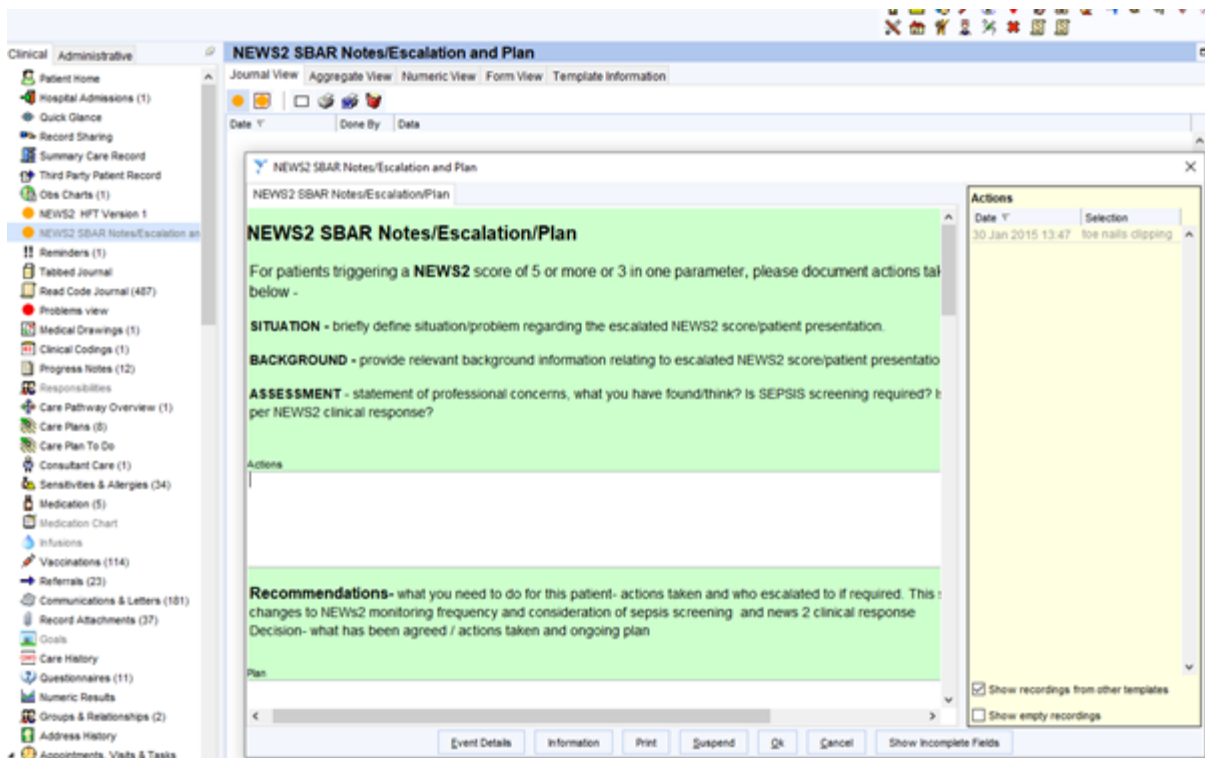 Clinical Administrative
Patient Home
Hospital Admissions (1)
Quick Glance
Record Sharing
Summary Care Record
Third Party Patient Record
Obs Charts (1)
NEWS2 HFT Version 1
NEWS2 SBAR Notes/Escalation an
Reminders (1)
Tabbed Journal
Read Code Journal (487)
Problems view
Medical Drawings (1)
Clinical Codings (1)
Progress Notes (12)
Responsibilities
Care Pathway Overview (1)
Care Plans (8)
Care Plan To Do
Consultant Care (1)
Sensitivities & Allergies (34)
Medication (5)
Medication Chart
Infusions
Vaccinations (114)
Referrals (23)
Communications & Letters (181)
Record Attachments (37)
Goals
Care History
Questionnaires (11)
Numeric Results
Groups & Relationships (2)
Address History
Appointments, Visits & Tasks
NEWS2 SBAR Notes/Escalation and Plan
Journal View Aggregate View Numeric View Form View Template Information
Date Done By Data
NEWS2 SBAR Notes/Escalation and Plan
NEWS2 SBAR Notes/Escalation/Plan
NEWS2 SBAR Notes/Escalation/Plan
For patients triggering a NEWS2 score of 5 or more or 3 in one parameter, please document actions tak
below -
SITUATION - briefly define situation/problem regarding the escalated NEWS2 score/patient presentation.
BACKGROUND - provide relevant background information relating to escalated NEWS2 score/patient presentatio
ASSESSMENT - statement of professional concerns, what you have found/think? Is SEPSIS screening required? Is
per NEWS2 clinical response?
Actions
Recommendations- what you need to do for this patient- actions taken and who escalated to if required. This s
changes to NEWs2 monitoring frequency and consideration of sepsis screening and news 2 clinical response
Decision- what has been agreed / actions taken and ongoing plan
Plan
Actions
Date Selection
30 Jan 2015 13:47 toe nails clipping
Show recordings from other templates
Show empty recordings
Event Details Information Print Suspend Ok Cancel Show Incomplete Fields